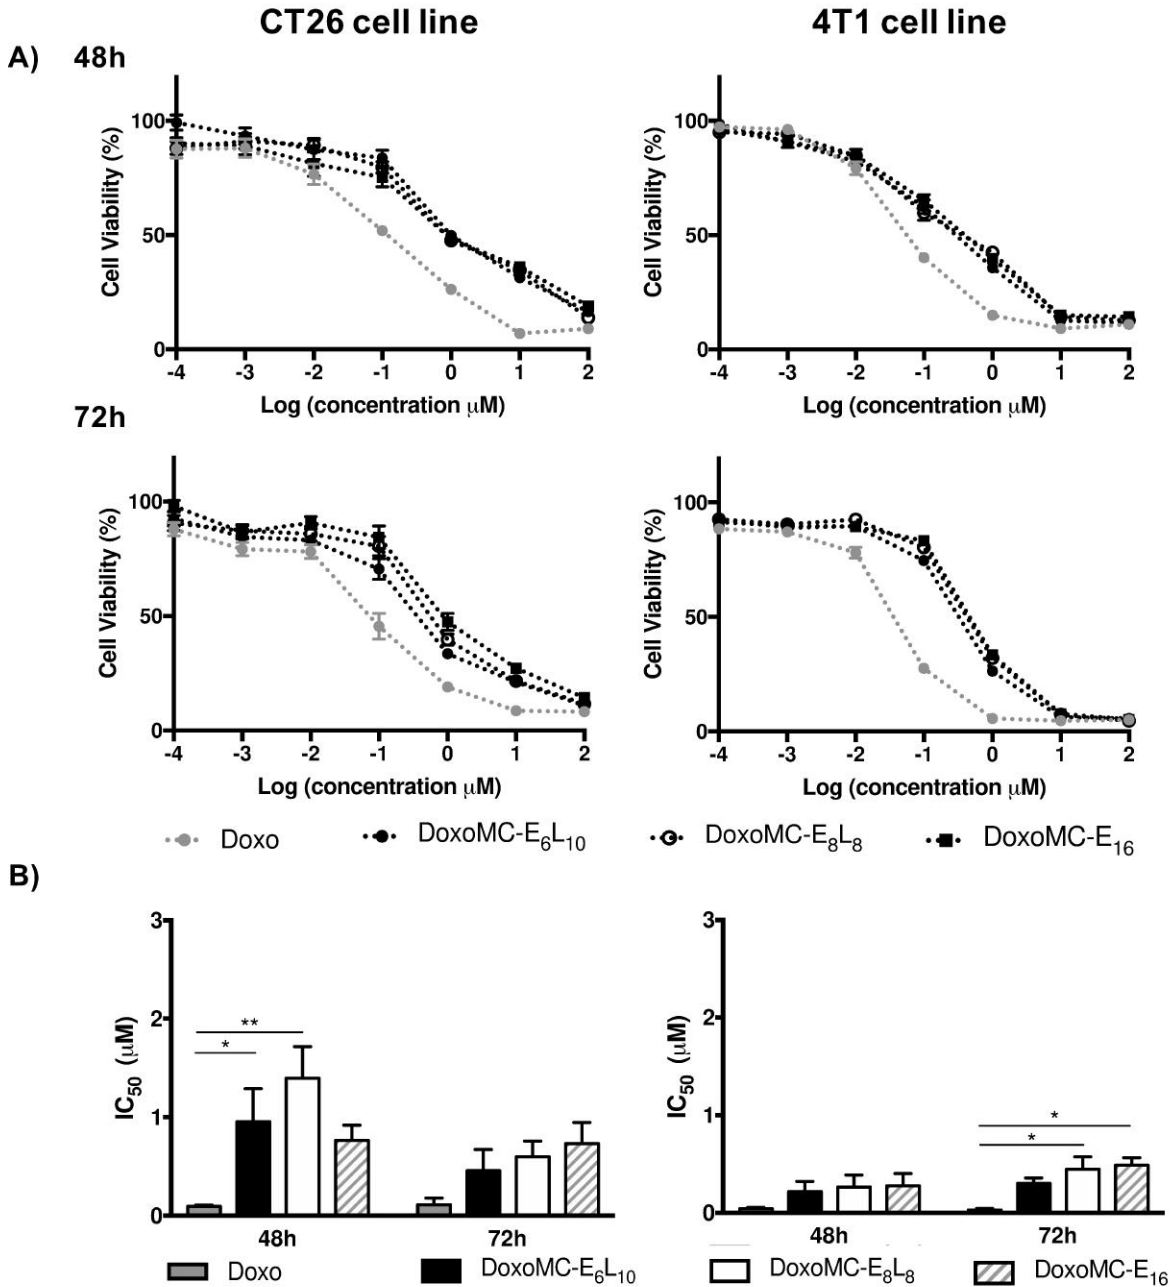 CT26 cell line 4T1 cell line
A) 48h
Cell Viability (%)
100
50
0
-4 -3 -2 -1 0 1 2
Log (concentration μM)
Cell Viability (%)
100
50
0
-4 -3 -2 -1 0 1 2
Log (concentration μM)
72h
Cell Viability (%)
100
50
0
-4 -3 -2 -1 0 1 2
Log (concentration μM)
Cell Viability (%)
100
50
0
-4 -3 -2 -1 0 1 2
Log (concentration μM)
Doxo DoxoMC-E6L10 DoxoMC-E8L8 DoxoMC-E16
B)
IC50 (μM)
3
2
1
0
**
*
48h 72h
IC50 (μM)
3
2
1
0
*
*
48h 72h
Doxo DoxoMC-E6L10 DoxoMC-E8L8 DoxoMC-E16